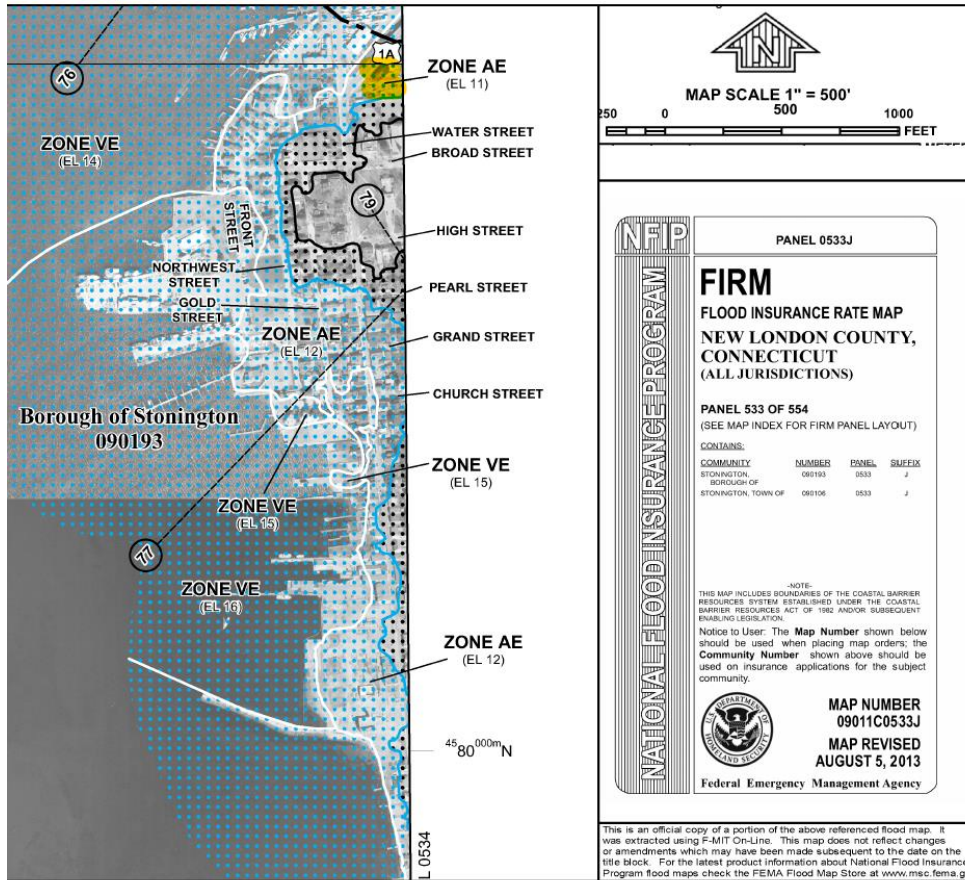 76
1A
ZONE AE
(EL 11)
ZONE VE
(EL 14)
WATER STREET
BROAD STREET
79
FRONT
STREET
HIGH STREET
NORTHWEST
STREET
PEARL STREET
GOLD
STREET
ZONE AE
(EL 12)
GRAND STREET
CHURCH STREET
Borough of Stonington
090193
ZONE VE
(EL 15)
ZONE VE
(EL 15)
77
ZONE VE
(EL 16)
ZONE AE
(EL 12)
4580000mN
L 0534
N
MAP SCALE 1" = 500'
250 0 500 1000
FEET
NFIP
PANEL 0533J
NATIONAL FLOOD INSURANCE PROGRAM
FIRM
FLOOD INSURANCE RATE MAP
NEW LONDON COUNTY,
CONNECTICUT
(ALL JURISDICTIONS)
PANEL 533 OF 554
(SEE MAP INDEX FOR FIRM PANEL LAYOUT)
CONTAINS:
COMMUNITY NUMBER PANEL SUFFIX
STONINGTON, 090193 0533 J
BOROUGH OF
STONINGTON, TOWN OF 090106 0533 J
-NOTE-
THIS MAP INCLUDES BOUNDARIES OF THE COASTAL BARRIER
RESOURCES SYSTEM ESTABLISHED UNDER THE COASTAL
BARRIER RESOURCES ACT OF 1982 AND/OR SUBSEQUENT
ENABLING LEGISLATION.
Notice to User: The Map Number shown below
should be used when placing map orders; the
Community Number shown above should be
used on insurance applications for the subject
community.
U.S. DEPARTMENT OF
HOMELAND SECURITY
MAP NUMBER
09011C0533J
MAP REVISED
AUGUST 5, 2013
Federal Emergency Management Agency
This is an official copy of a portion of the above referenced flood map. It
was extracted using F-MIT On-Line. This map does not reflect changes
or amendments which may have been made subsequent to the date on the
title block. For the latest product information about National Flood Insurance
Program flood maps check the FEMA Flood Map Store at www.msc.fema.g